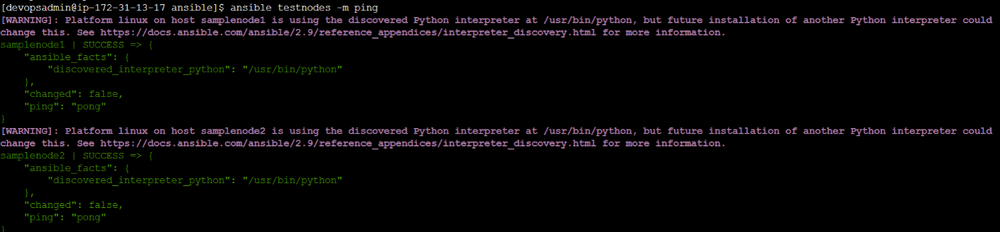 [devopsadmin@ip-172-31-13-17 ansible]$ ansible testnodes -m ping
[WARNING]: Platform linux on host samplenode1 is using the discovered Python interpreter at /usr/bin/python, but future installation of another Python interpreter could
change this. See https://docs.ansible.com/ansible/2.9/reference_appendices/interpreter_discovery.html for more information.
samplenode1 | SUCCESS => {
    "ansible_facts": {
        "discovered_interpreter_python": "/usr/bin/python"
    },
    "changed": false,
    "ping": "pong"
}
[WARNING]: Platform linux on host samplenode2 is using the discovered Python interpreter at /usr/bin/python, but future installation of another Python interpreter could
change this. See https://docs.ansible.com/ansible/2.9/reference_appendices/interpreter_discovery.html for more information.
samplenode2 | SUCCESS => {
    "ansible_facts": {
        "discovered_interpreter_python": "/usr/bin/python"
    },
    "changed": false,
    "ping": "pong"
}